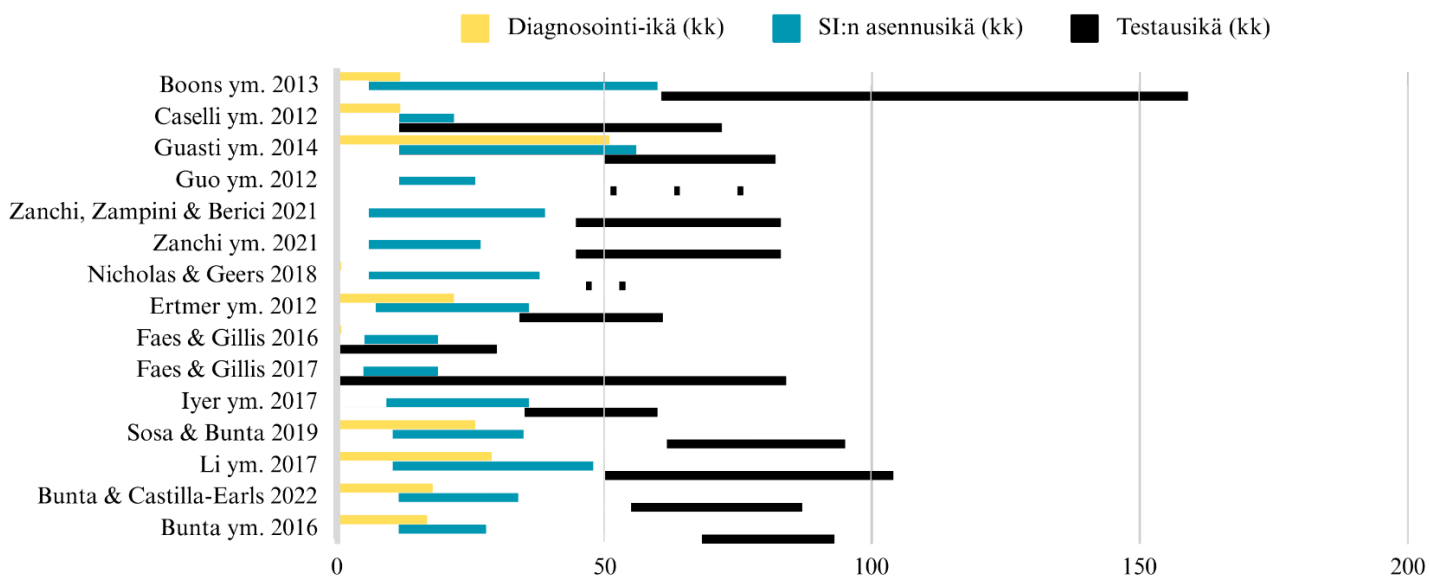 Diagnosointi-ikä (kk) SI:n asennusikä (kk) Testausikä (kk)
Boons ym. 2013
Caselli ym. 2012
Guasti ym. 2014
Guo ym. 2012
Zanchi, Zampini & Berici 2021
Zanchi ym. 2021
Nicholas & Geers 2018
Ertmer ym. 2012
Faes & Gillis 2016
Faes & Gillis 2017
Iyer ym. 2017
Sosa & Bunta 2019
Li ym. 2017
Bunta & Castilla-Earls 2022
Bunta ym. 2016
0 50 100 150 200